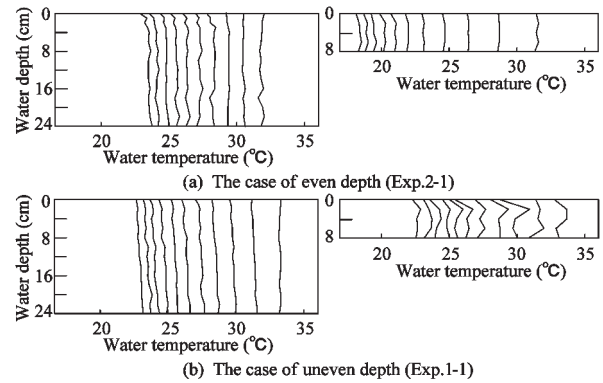 0
8
16
24
Water depth (cm)
20 25 30 35
Water temperature (℃)
0
8
20 25 30 35
Water temperature (℃)
(a) The case of even depth (Exp.2-1)
0
8
16
24
Water depth (cm)
20 25 30 35
Water temperature (℃)
0
8
20 25 30 35
Water temperature (℃)
(b) The case of uneven depth (Exp.1-1)